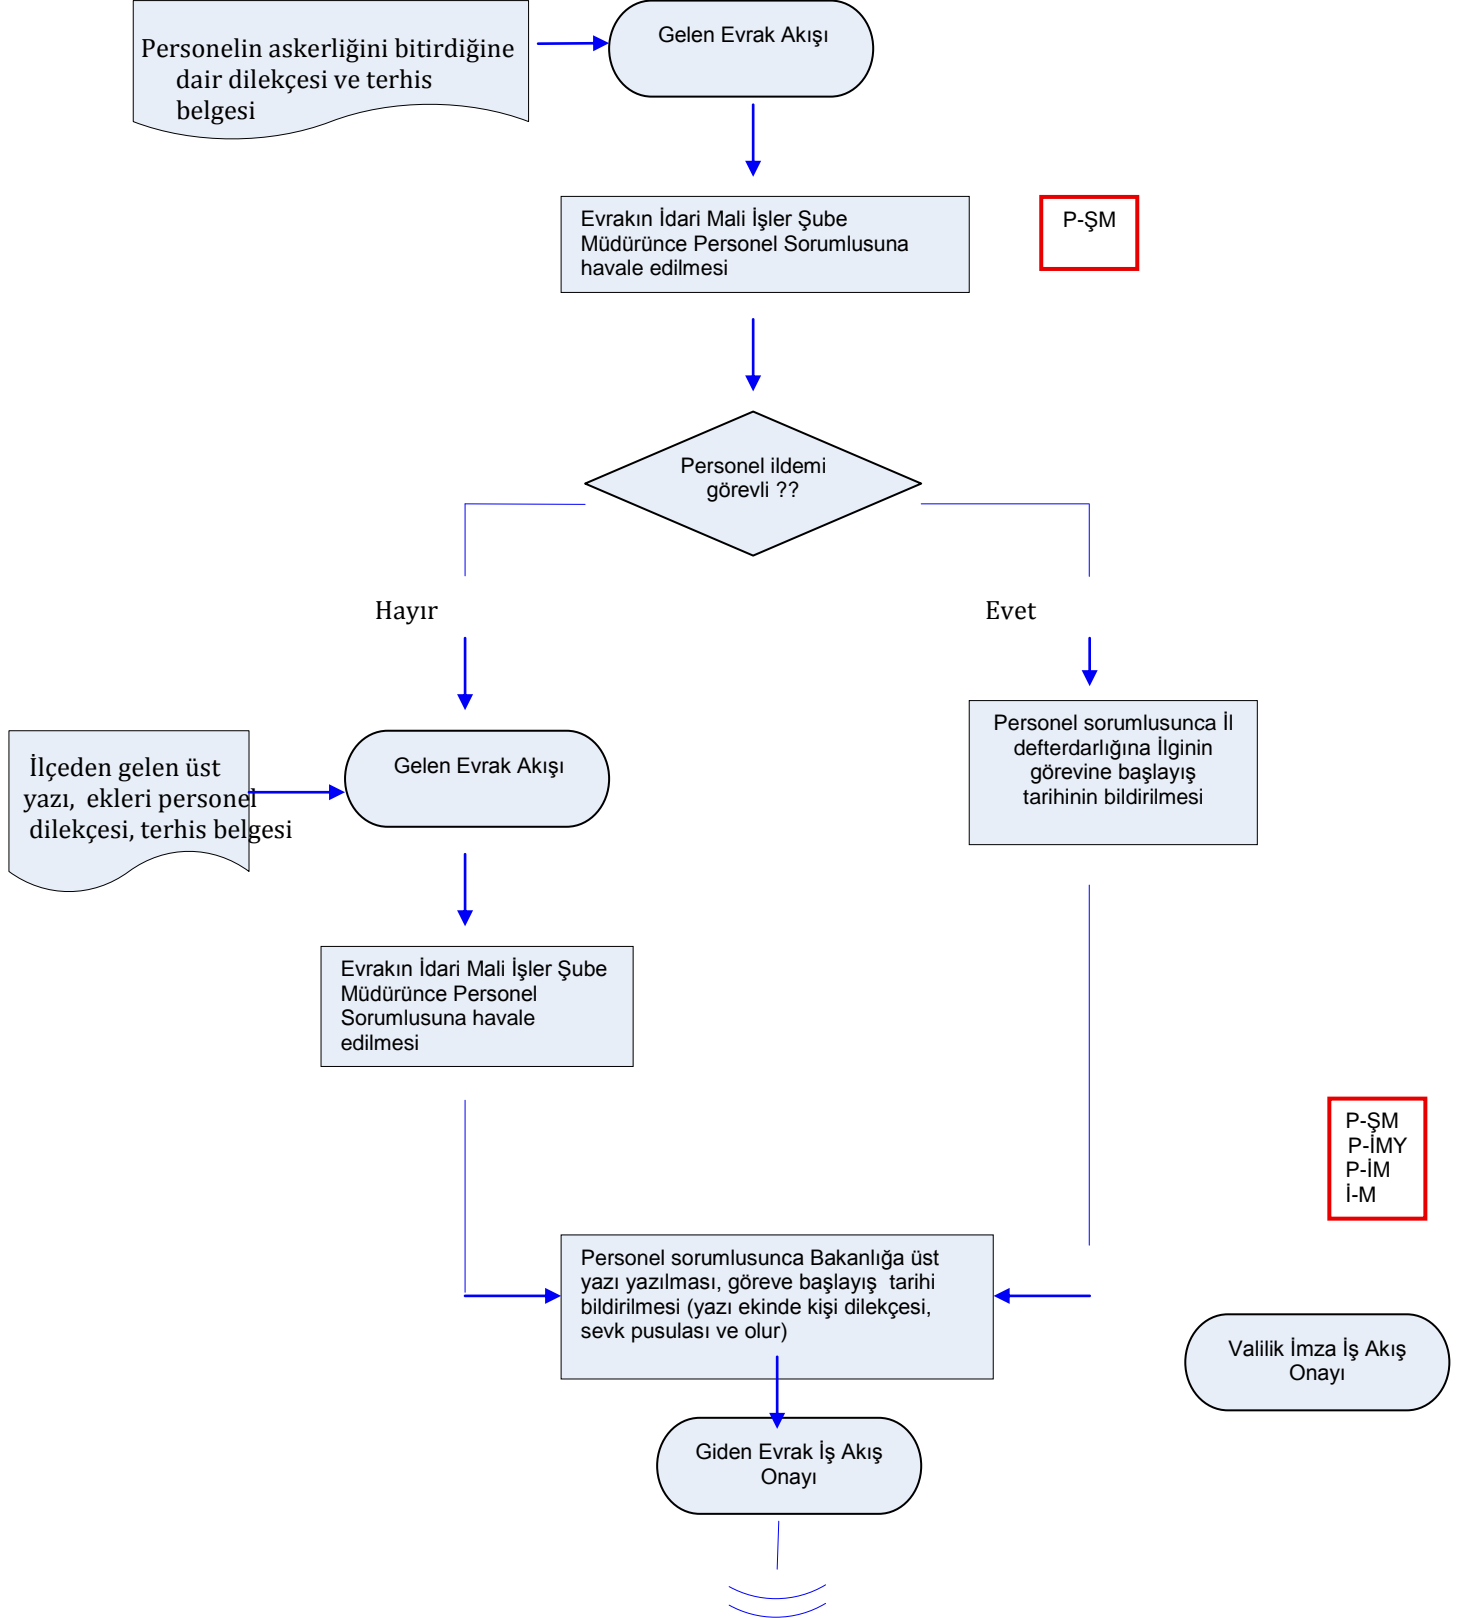 Personelin askerliğini bitirdiğine
dair dilekçesi ve terhis
belgesi
Gelen Evrak Akışı
Evrakın İdari Mali İşler Şube
Müdürünce Personel Sorumlusuna
havale edilmesi
P-ŞM
Personel ildemi
görevli ??
Hayır
Evet
İlçeden gelen üst
yazı, ekleri personel
dilekçesi, terhis belgesi
Gelen Evrak Akışı
Personel sorumlusunca İl
defterdarlığına İlginin
görevine başlayış
tarihinin bildirilmesi
Evrakın İdari Mali İşler Şube
Müdürünce Personel
Sorumlusuna havale
edilmesi
P-ŞM
P-İMY
P-İM
İ-M
Personel sorumlusunca Bakanlığa üst
yazı yazılması, göreve başlayış tarihi
bildirilmesi (yazı ekinde kişi dilekçesi,
sevk pusulası ve olur)
Valilik İmza İş Akış
Onayı
Giden Evrak İş Akış
Onayı